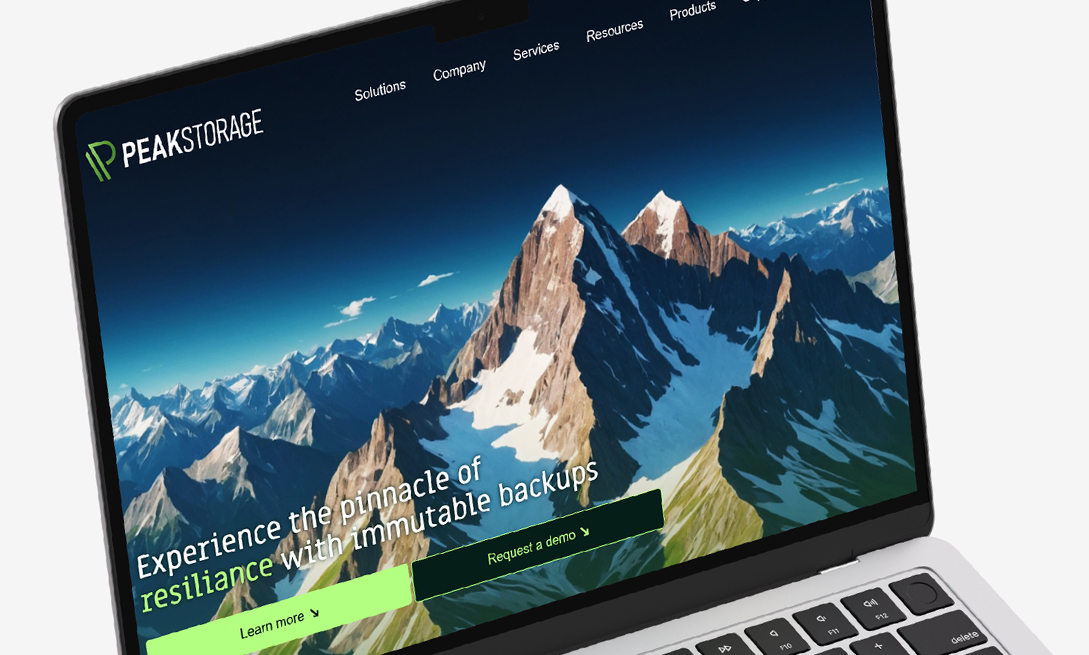 Solutions
Company
Services
Resources
Products
PEAKSTORAGE
Experience the pinnacle of
resiliance with immutable backups
Learn more ↘
Request a demo ↘
F10
F11
F12
delete